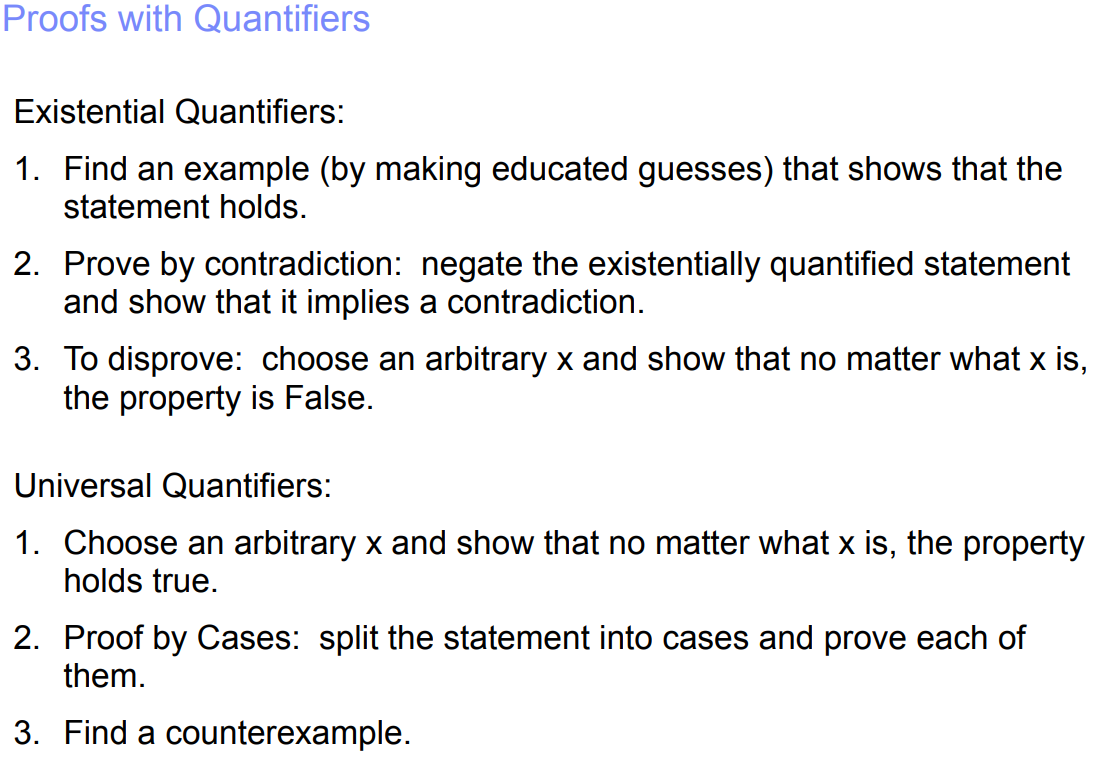 Proofs with Quantifiers
Existential Quantifiers:
1. Find an example (by making educated guesses) that shows that the
statement holds.
2. Prove by contradiction:  negate the existentially quantified statement
and show that it implies a contradiction.
3. To disprove:  choose an arbitrary x and show that no matter what x is,
the property is False.
Universal Quantifiers:
1. Choose an arbitrary x and show that no matter what x is, the property
holds true.
2. Proof by Cases:  split the statement into cases and prove each of
them.
3. Find a counterexample.